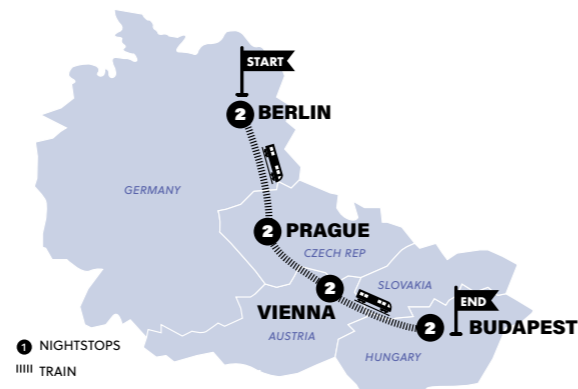 START
2 BERLIN
GERMANY
2 PRAGUE
CZECH REP
SLOVAKIA
2
VIENNA
END
2 BUDAPEST
AUSTRIA
HUNGARY
1 NIGHTSTOPS
TRAIN